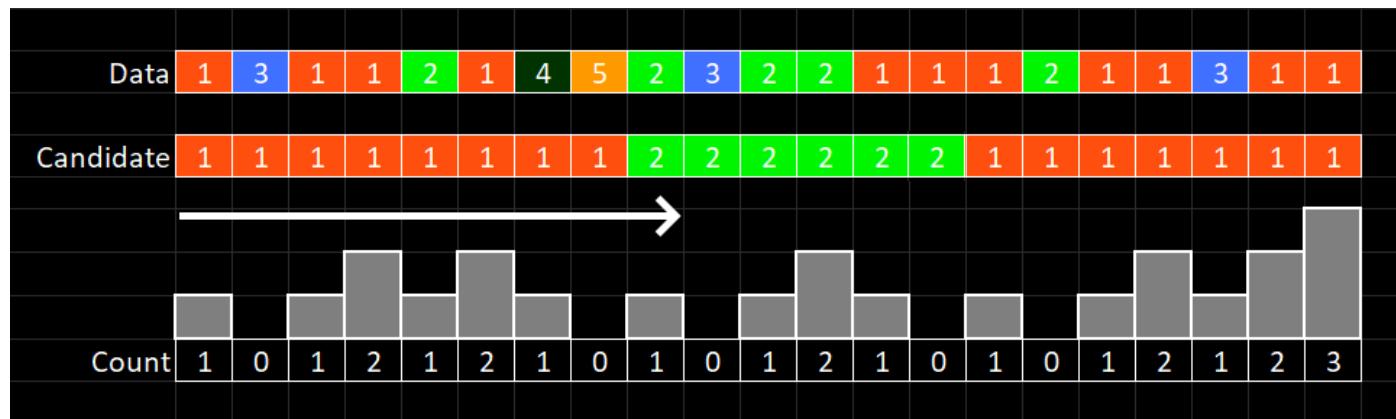 Data 1 3 1 1 2 1 4 5 2 3 2 2 1 1 1 2 1 1 3 1 1
Candidate 1 1 1 1 1 1 1 1 2 2 2 2 2 2 1 1 1 1 1 1 1
Count 1 0 1 2 1 2 1 0 1 0 1 2 1 0 1 0 1 2 1 2 3